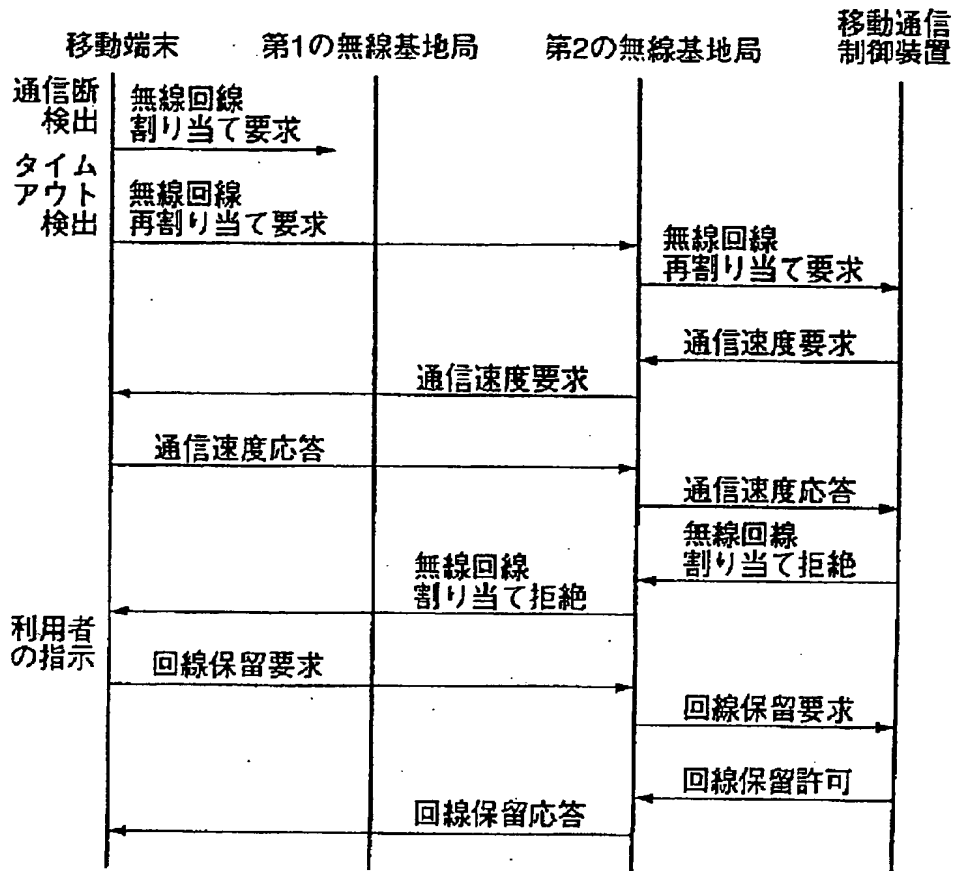 移動端末
第1の無線基地局
第2の無線基地局
移動通信
制御装置
通信断
検出
無線回線
割り当て要求
タイム
アウト
検出
無線回線
再割り当て要求
無線回線
再割り当て要求
通信速度要求
通信速度要求
通信速度応答
通信速度応答
無線回線
割り当て拒絶
無線回線
割り当て拒絶
利用者
の指示
回線保留要求
回線保留要求
回線保留許可
回線保留応答